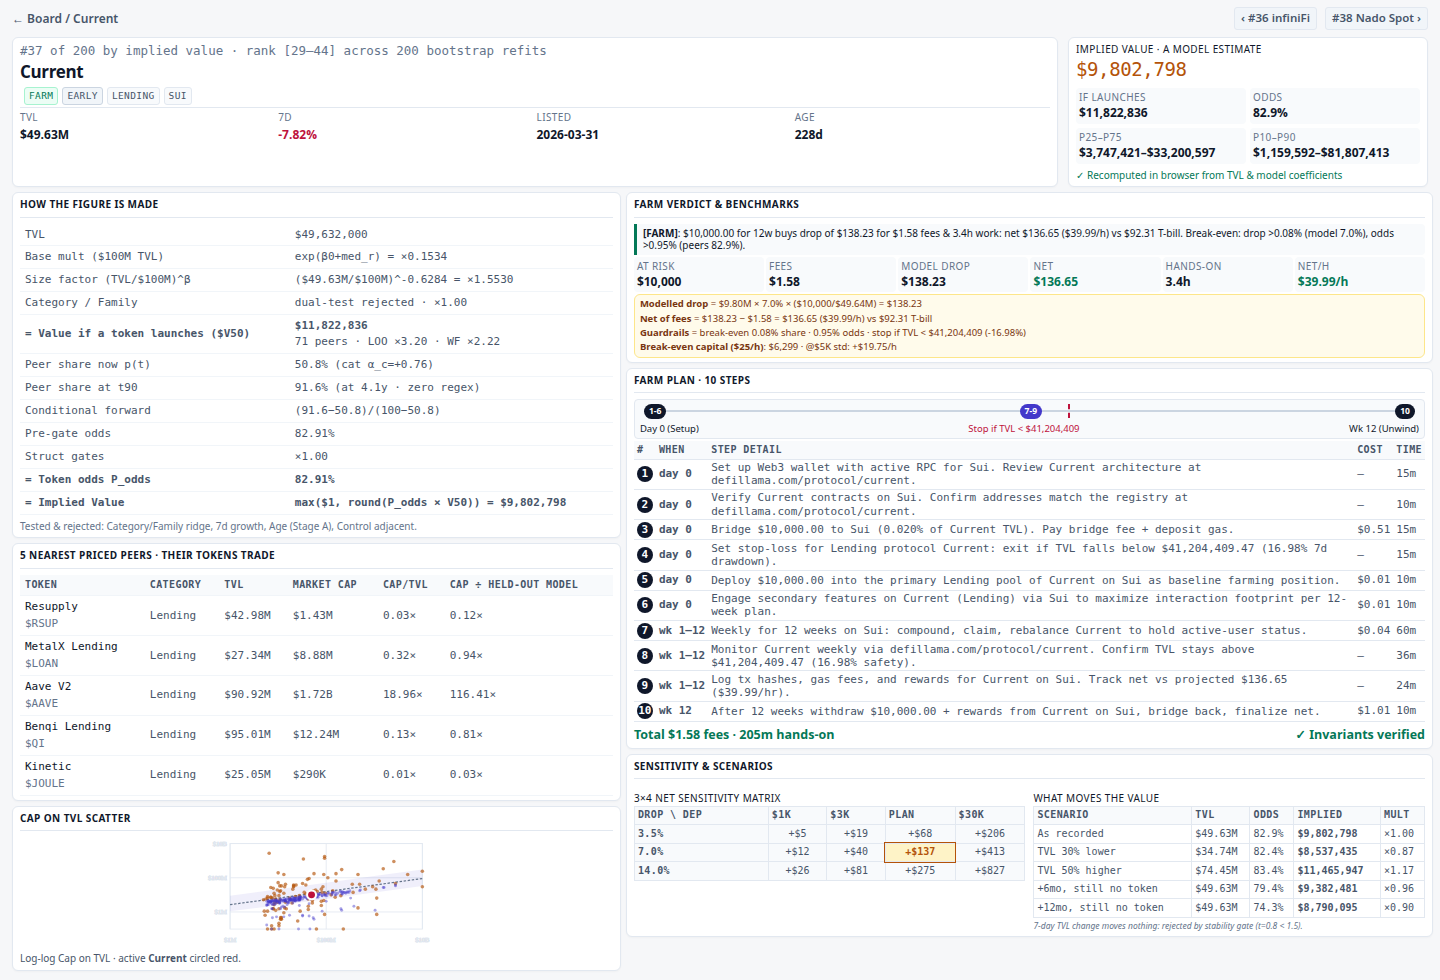 ← Board / Current
‹ #36 infiniFi
#38 Nado Spot ›
#37 of 200 by implied value · rank [29–44] across 200 bootstrap refits
Current
FARM
EARLY
LENDING
SUI
TVL
7D
LISTED
AGE
$49.63M
-7.82%
2026-03-31
228d
IMPLIED VALUE · A MODEL ESTIMATE
$9,802,798
IF LAUNCHES
ODDS
$11,822,836
82.9%
P25–P75
P10–P90
$3,747,421–$33,200,597
$1,159,592–$81,807,413
✓ Recomputed in browser from TVL & model coefficients
HOW THE FIGURE IS MADE
TVL $49,632,000
Base mult ($100M TVL) exp(β0+med_r) = ×0.1534
Size factor (TVL/$100M)^β ($49.63M/$100M)^-0.6284 = ×1.5530
Category / Family dual-test rejected · ×1.00
= Value if a token launches ($V50) $11,822,836
71 peers · LOO ×3.20 · WF ×2.22
Peer share now p(t) 50.8% (cat α_c=+0.76)
Peer share at t90 91.6% (at 4.1y · zero regex)
Conditional forward (91.6–50.8)/(100–50.8)
Pre-gate odds 82.91%
Struct gates ×1.00
= Token odds P_odds 82.91%
= Implied Value max($1, round(P_odds × V50)) = $9,802,798
Tested & rejected: Category/Family ridge, 7d growth, Age (Stage A), Control adjacent.
5 NEAREST PRICED PEERS · THEIR TOKENS TRADE
TOKEN CATEGORY TVL MARKET CAP CAP/TVL CAP ÷ HELD-OUT MODEL
Resupply
$RSUP Lending $42.98M $1.43M 0.03× 0.12×
MetalX Lending
$LOAN Lending $27.34M $8.88M 0.32× 0.94×
Aave V2
$AAVE Lending $90.92M $1.72B 18.96× 116.41×
Benqi Lending
$QI Lending $95.01M $12.24M 0.13× 0.81×
Kinetic
$JOULE Lending $25.05M $290K 0.01× 0.03×
CAP ON TVL SCATTER
Log-log Cap on TVL · active Current circled red.
FARM VERDICT & BENCHMARKS
[FARM]: $10,000.00 for 12w buys drop of $138.23 for $1.58 fees & 3.4h work: net $136.65 ($39.99/h) vs $92.31 T-bill. Break-even: drop >0.08% (model 7.0%), odds
>0.95% (peers 82.9%).
AT RISK FEES MODEL DROP NET HANDS-ON NET/H
$10,000 $1.58 $138.23 $136.65 3.4h $39.99/h
Modelled drop = $9.80M × 7.0% × ($10,000/$49.64M) = $138.23
Net of fees = $138.23 − $1.58 = $136.65 ($39.99/h) vs $92.31 T-bill
Guardrails = break-even 0.08% share · 0.95% odds · stop if TVL < $41,204,409 (-16.98%)
Break-even capital ($25/h): $6,299 · @$5K std: +$19.75/h
FARM PLAN · 10 STEPS
1-6
7-9
10
Day 0 (Setup)
Stop if TVL < $41,204,409
Wk 12 (Unwind)
# WHEN STEP DETAIL COST TIME
1 day 0 Set up Web3 wallet with active RPC for Sui. Review Current architecture at
defillama.com/protocol/current. — 15m
2 day 0 Verify Current contracts on Sui. Confirm addresses match the registry at
defillama.com/protocol/current. — 10m
3 day 0 Bridge $10,000.00 to Sui (0.020% of Current TVL). Pay bridge fee + deposit gas. $0.51 15m
4 day 0 Set stop-loss for Lending protocol Current: exit if TVL falls below $41,204,409.47 (16.98% 7d
drawdown). — 15m
5 day 0 Deploy $10,000.00 into the primary Lending pool of Current on Sui as baseline farming position. $0.01 10m
6 day 0 Engage secondary features on Current (Lending) via Sui to maximize interaction footprint per 12-
week plan. $0.01 10m
7 wk 1–12 Weekly for 12 weeks on Sui: compound, claim, rebalance Current to hold active-user status. $0.04 60m
8 wk 1–12 Monitor Current weekly via defillama.com/protocol/current. Confirm TVL stays above
$41,204,409.47 (16.98% safety). — 36m
9 wk 1–12 Log tx hashes, gas fees, and rewards for Current on Sui. Track net vs projected $136.65
($39.99/hr). — 24m
10 wk 12 After 12 weeks withdraw $10,000.00 + rewards from Current on Sui, bridge back, finalize net. $1.01 10m
Total $1.58 fees · 205m hands-on
✓ Invariants verified
SENSITIVITY & SCENARIOS
3×4 NET SENSITIVITY MATRIX
DROP \ DEP $1K $3K PLAN $30K
3.5% +$5 +$19 +$68 +$206
7.0% +$12 +$40 +$137 +$413
14.0% +$26 +$81 +$275 +$827
WHAT MOVES THE VALUE
SCENARIO TVL ODDS IMPLIED MULT
As recorded $49.63M 82.9% $9,802,798 ×1.00
TVL 30% lower $34.74M 82.4% $8,537,435 ×0.87
TVL 50% higher $74.45M 83.4% $11,465,947 ×1.17
+6mo, still no token $49.63M 79.4% $9,382,481 ×0.96
+12mo, still no token $49.63M 74.3% $8,790,095 ×0.90
7-day TVL change moves nothing: rejected by stability gate (t=0.8 < 1.5).